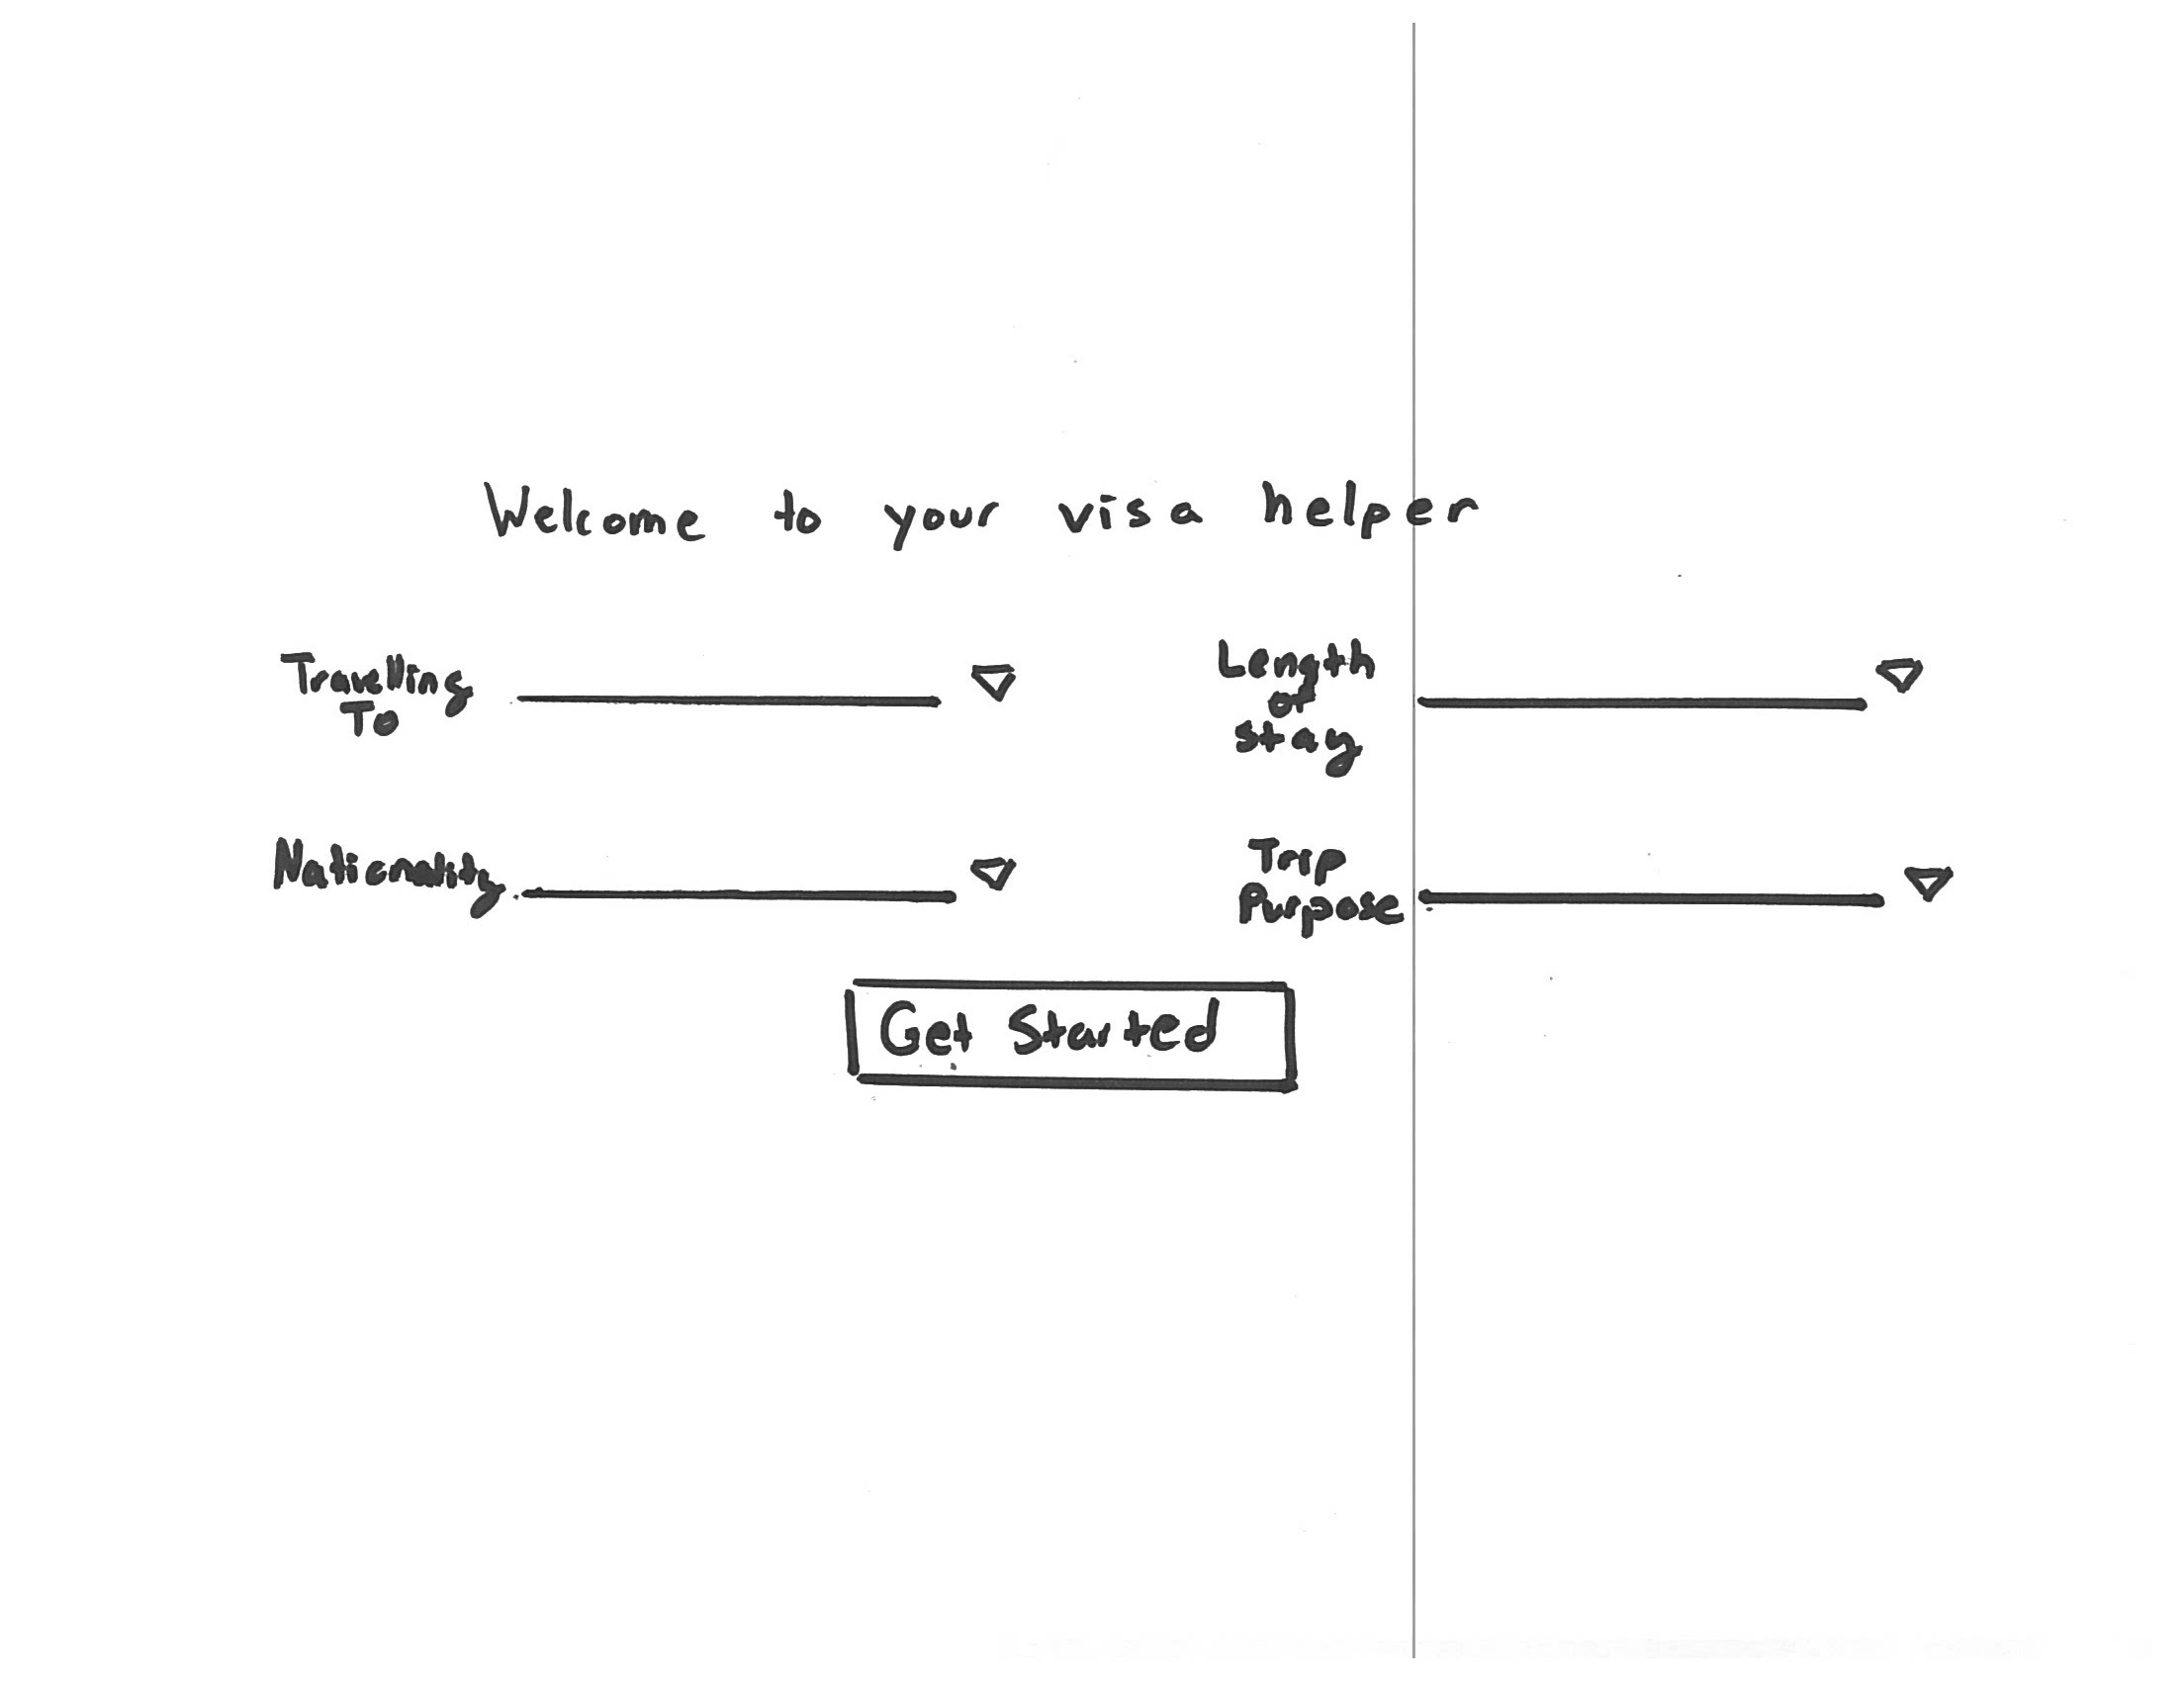 Welcome to your visa helper
Travelling
To
Length
of
stay
Nationality
Trip
Purpose
Get Started